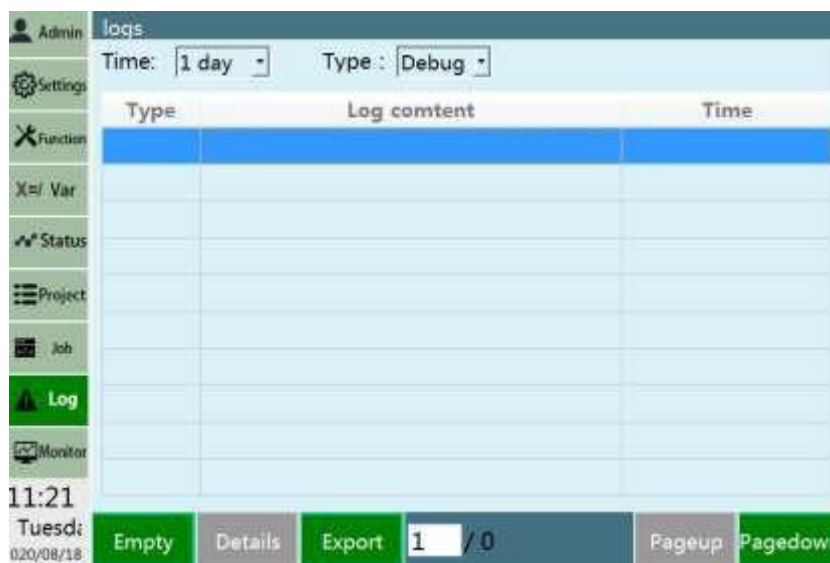 Admin
Settings
Function
X=/ Var
Status
Project
Job
Log
Monitor
11:21
Tuesda
020/08/18
logs
Time: 1 day Type : Debug
Type Log comtent Time
Empty Details Export 1 / 0 Pageup Pagedow